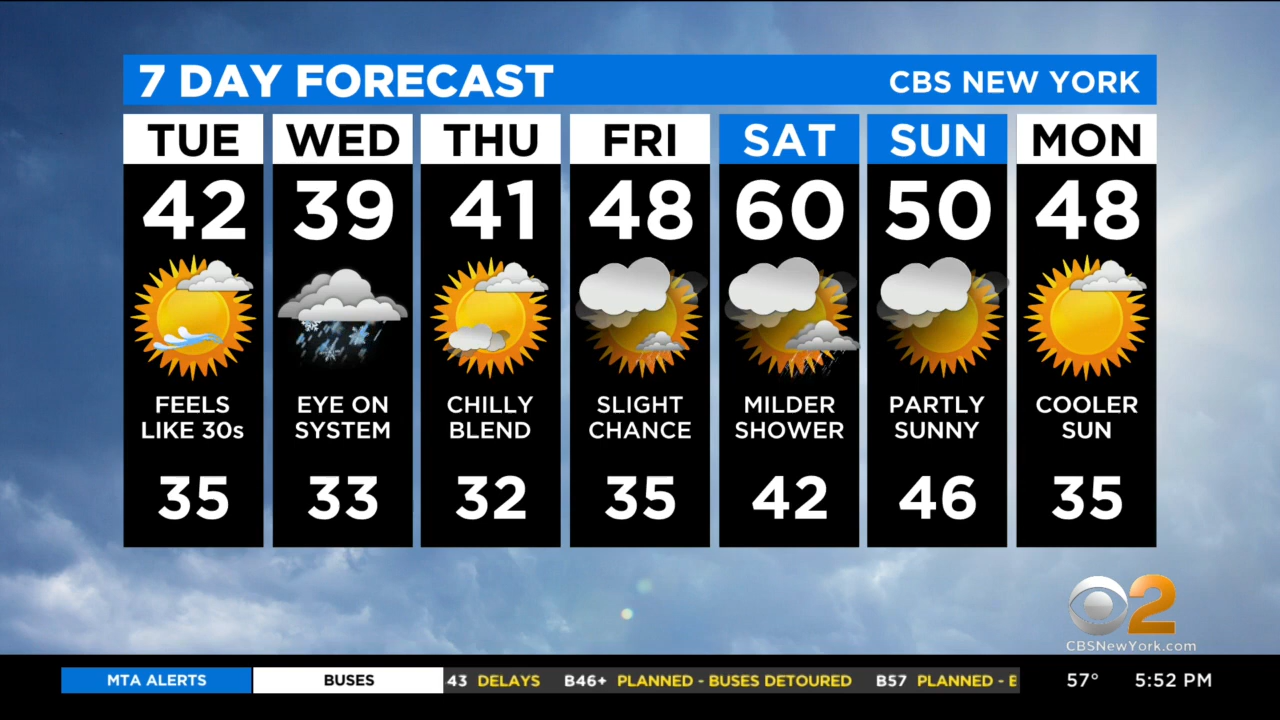 7 DAY FORECAST CBS NEW YORK
TUE WED THU FRI SAT SUN MON
42 39 41 48 60 50 48
FEELS LIKE 30s
EYE ON SYSTEM
CHILLY BLEND
SLIGHT CHANCE
MILDER SHOWER
PARTLY SUNNY
COOLER SUN
35 33 32 35 42 46 35
2
CBSNewYork.com
MTA ALERTS BUSES 43 DELAYS B46+ PLANNED - BUSES DETOURED B57 PLANNED - 57° 5:52 PM